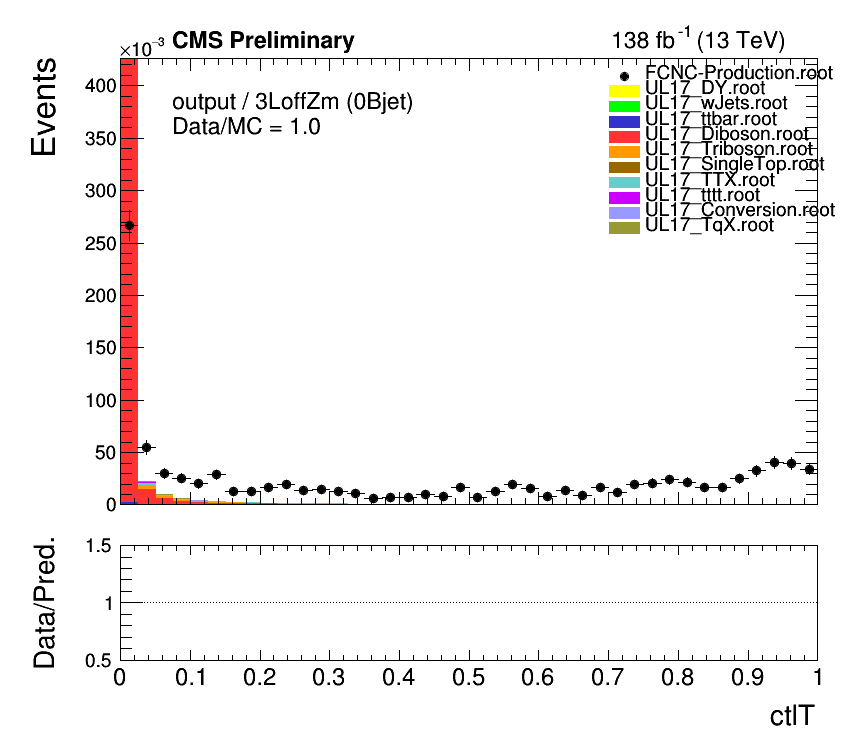 ×10⁻³ CMS Preliminary 138 fb⁻¹ (13 TeV)
Events
output / 3LoffZm (0Bjet)
Data/MC = 1.0
FCNC-Production.root
UL17_DY.root
UL17_wJets.root
UL17_ttbar.root
UL17_Diboson.root
UL17_Triboson.root
UL17_SingleTop.root
UL17_TTX.root
UL17_tttt.root
UL17_Conversion.root
UL17_TqX.root
400
350
300
250
200
150
100
50
0
Data/Pred.
1.5
1
0.5
0 0.1 0.2 0.3 0.4 0.5 0.6 0.7 0.8 0.9 1
ctlT